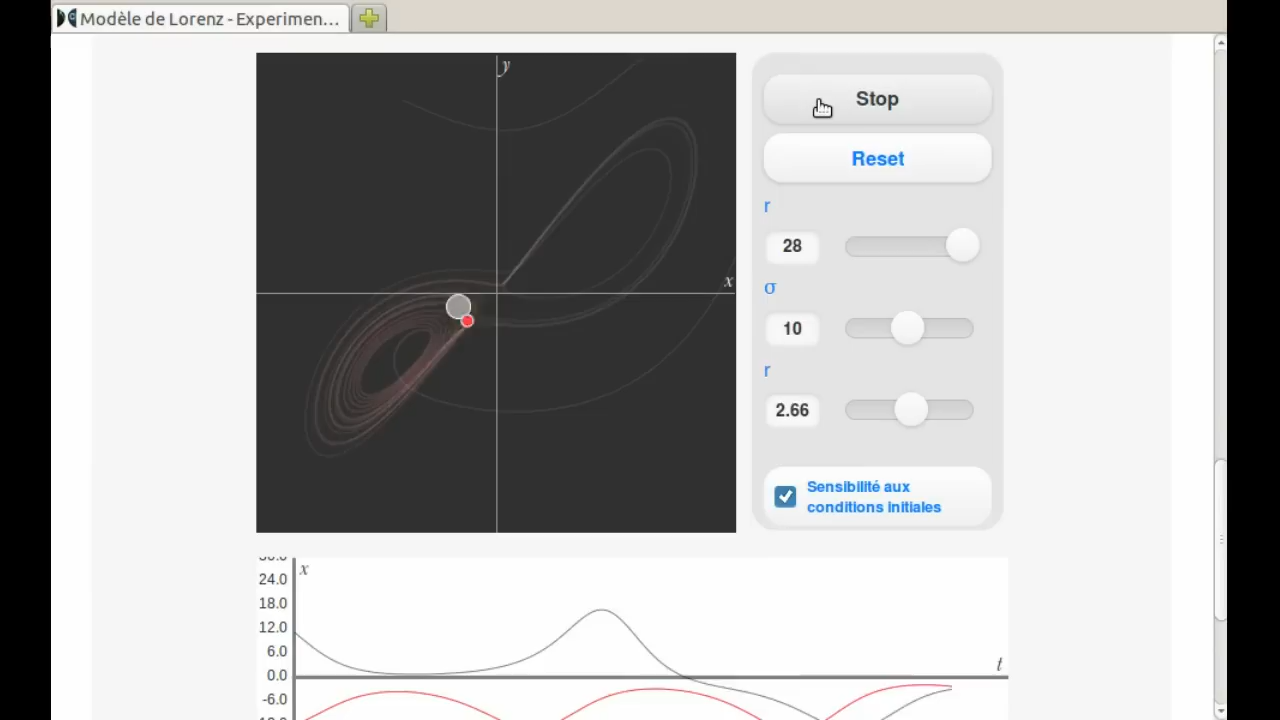 Modèle de Lorenz - Experimen...
y
x
Stop
Reset
r
28
σ
10
r
2.66
Sensibilité aux
conditions initiales
x
24.0
18.0
12.0
6.0
0.0
t
-6.0